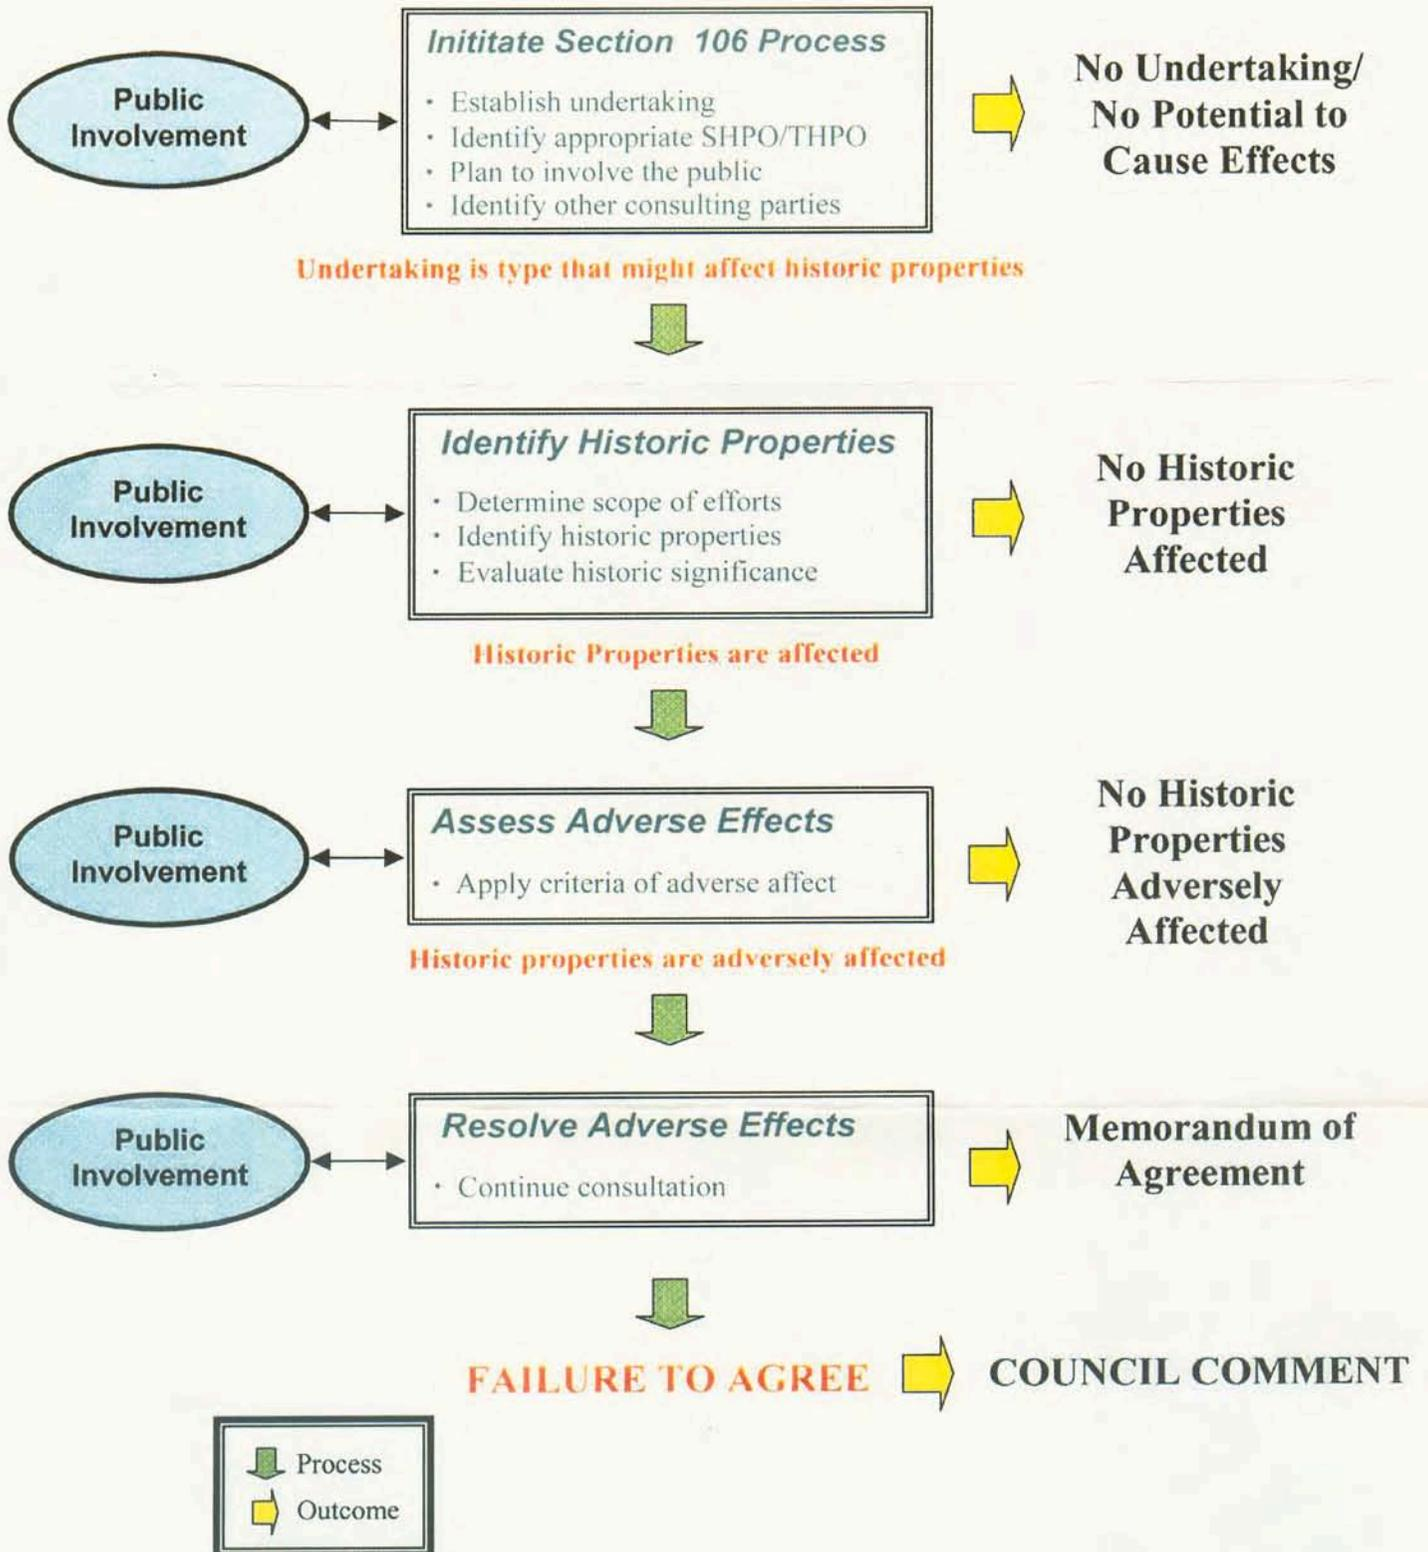 Inititate Section 106 Process
Public
Involvement
· Establish undertaking
· Identify appropriate SHPO/THPO
· Plan to involve the public
· Identify other consulting parties
No Undertaking/
No Potential to
Cause Effects
Undertaking is type that might affect historic properties
Public
Involvement
Identify Historic Properties
· Determine scope of efforts
· Identify historic properties
· Evaluate historic significance
No Historic
Properties
Affected
Historic Properties are affected
Public
Involvement
Assess Adverse Effects
· Apply criteria of adverse affect
No Historic
Properties
Adversely
Affected
Historic properties are adversely affected
Public
Involvement
Resolve Adverse Effects
· Continue consultation
Memorandum of
Agreement
FAILURE TO AGREE
COUNCIL COMMENT
Process
Outcome